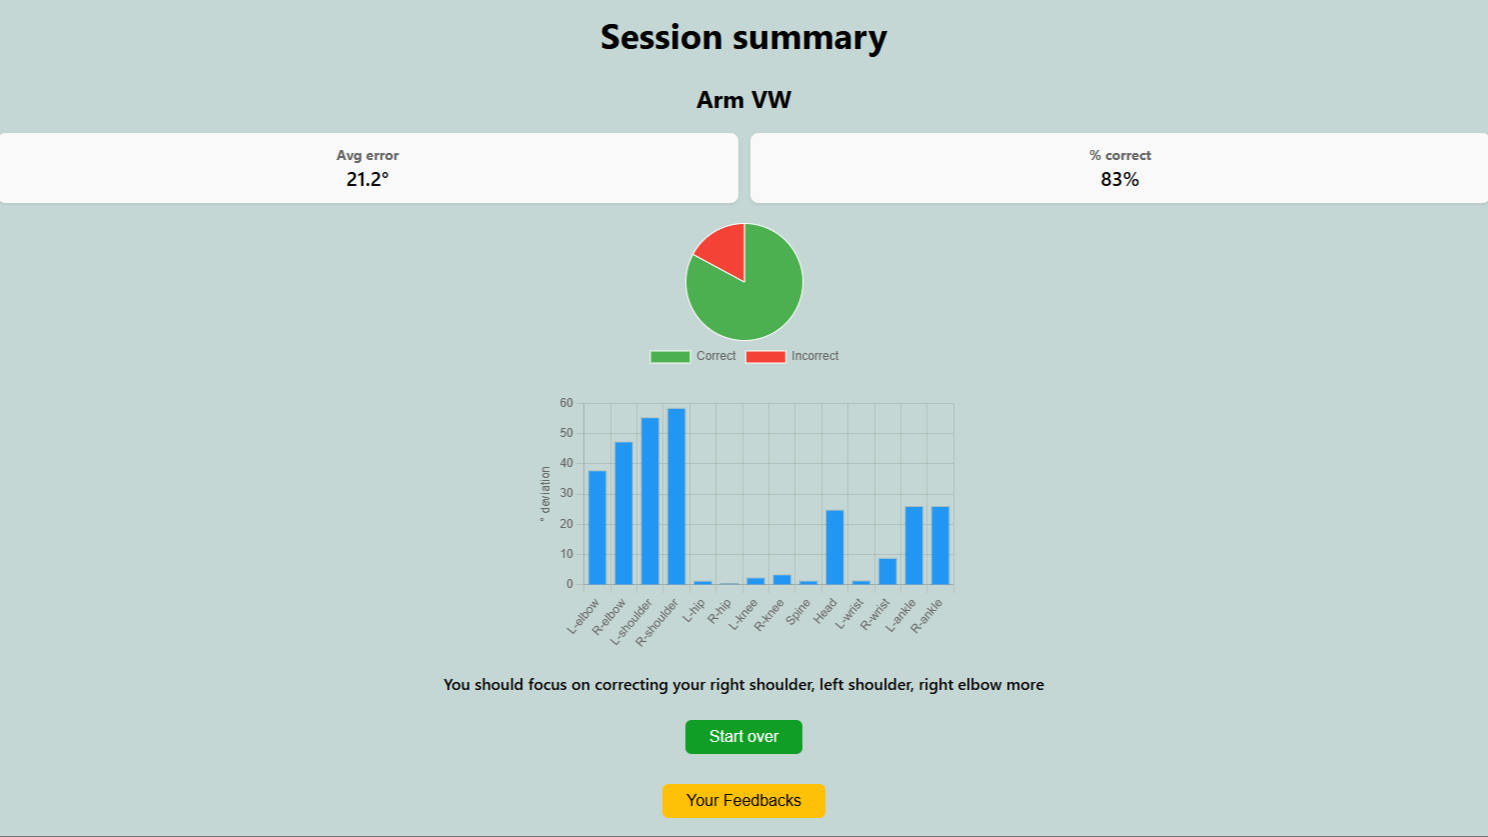 Session summary
Arm VW
Avg error
21.2°
% correct
83%
Correct Incorrect
60
50
40
30
20
10
0
° deviation
L-elbow
R-elbow
L-shoulder
R-shoulder
L-hip
R-hip
L-knee
R-knee
Spine
Head
L-wrist
R-wrist
L-ankle
R-ankle
You should focus on correcting your right shoulder, left shoulder, right elbow more
Start over
Your Feedbacks